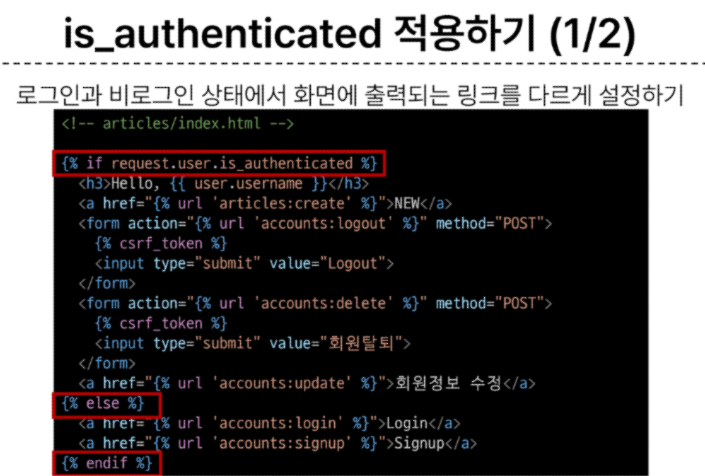 is_authenticated 적용하기 (1/2)
로그인과 비로그인 상태에서 화면에 출력되는 링크를 다르게 설정하기
<!-- articles/index.html -->
{% if request.user.is_authenticated %}
<h3>Hello, {{ user.username }}</h3>
<a href="{% url 'articles:create' %}">NEW</a>
<form action="{% url 'accounts:logout' %}" method="POST">
{% csrf_token %}
<input type="submit" value="Logout">
</form>
<form action="{% url 'accounts:delete' %}" method="POST">
{% csrf_token %}
<input type="submit" value="회원탈퇴">
</form>
<a href="{% url 'accounts:update' %}">회원정보 수정</a>
{% else %}
<a href="{% url 'accounts:login' %}">Login</a>
<a href="{% url 'accounts:signup' %}">Signup</a>
{% endif %}